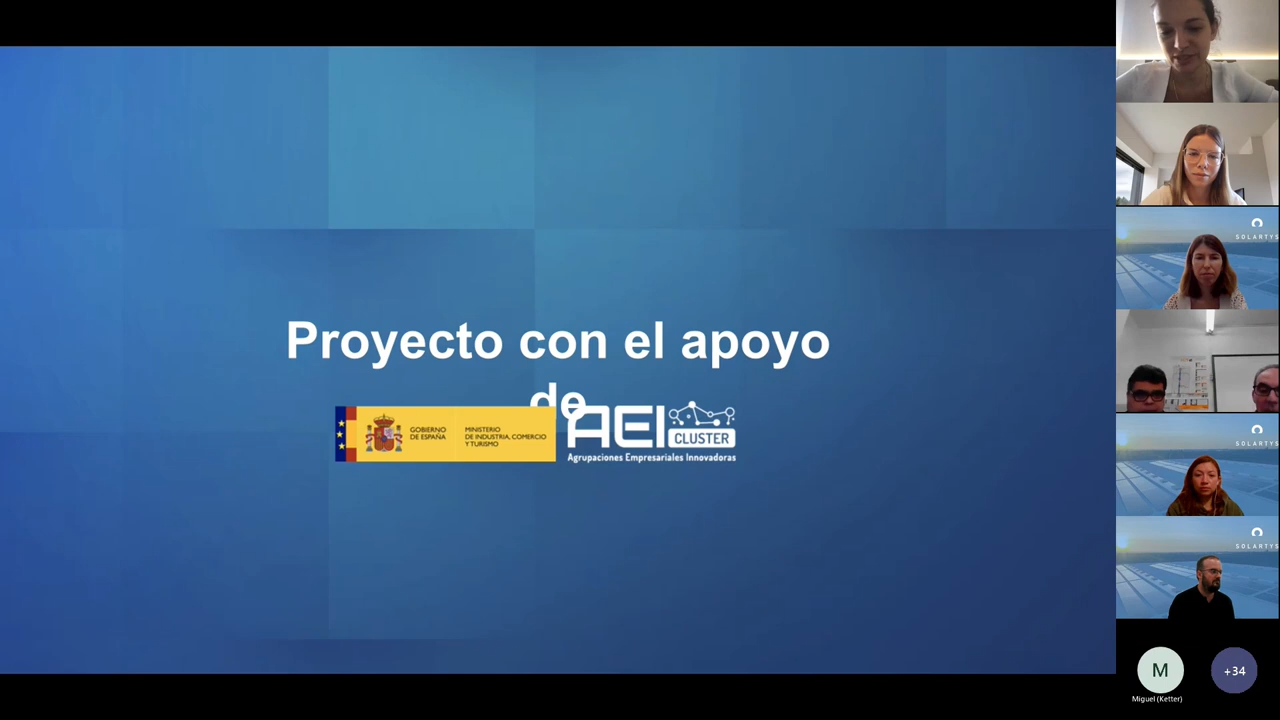 Proyecto con el apoyo
de
GOBIERNO
DE ESPAÑA
MINISTERIO
DE INDUSTRIA, COMERCIO
Y TURISMO
AEI
CLUSTER
Agrupaciones Empresariales Innovadoras
SOLARTYS
SOLARTYS
SOLARTYS
M
+34
Miguel (Ketter)